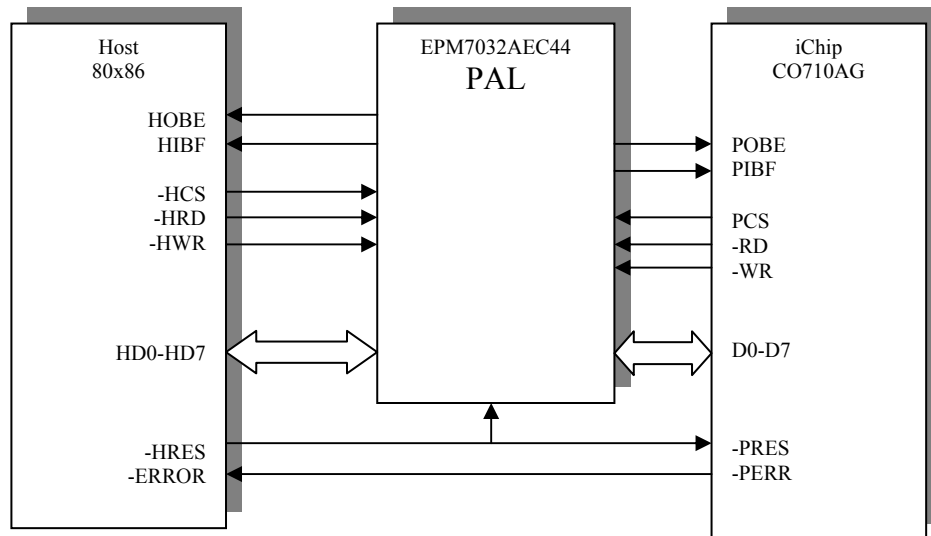 Host
80x86
HOBE
HIBF
-HCS
-HRD
-HWR
HD0-HD7
-HRES
-ERROR
EPM7032AEC44
PAL
iChip
CO710AG
POBE
PIBF
PCS
-RD
-WR
D0-D7
-PRES
-PERR